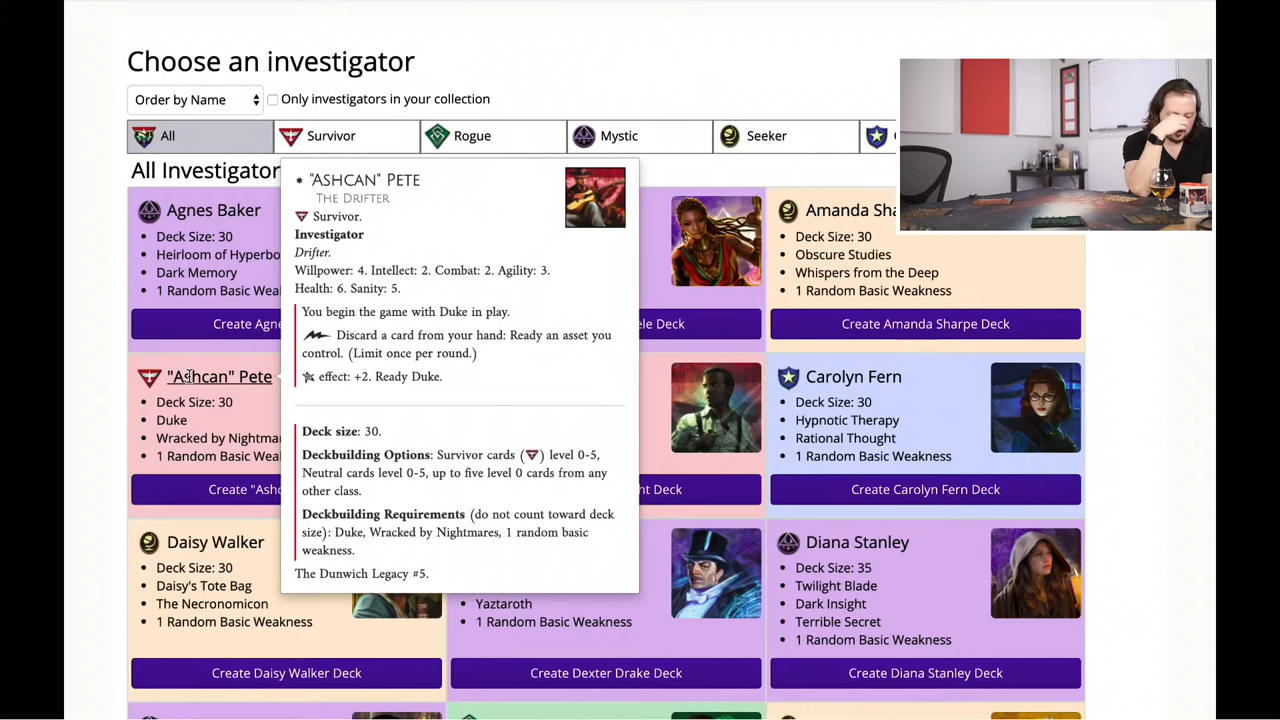 Choose an investigator
Order by Name
Only investigators in your collection
All
Survivor
Rogue
Mystic
Seeker
All Investigator
Agnes Baker
Deck Size: 30
Heirloom of Hyperbo
Dark Memory
1 Random Basic Weal
Create Agne
"ASHCAN" PETE
THE DRIFTER
Survivor.
Investigator
Drifter.
Willpower: 4. Intellect: 2. Combat: 2. Agility: 3.
Health: 6. Sanity: 5.
You begin the game with Duke in play.
Discard a card from your hand: Ready an asset you
control. (Limit once per round.)
effect: +2. Ready Duke.
Deck size: 30.
Deckbuilding Options: Survivor cards () level 0-5,
Neutral cards level 0-5, up to five level 0 cards from any
other class.
Deckbuilding Requirements (do not count toward deck
size): Duke, Wracked by Nightmares, 1 random basic
weakness.
The Dunwich Legacy #5.
ele Deck
Amanda Sha
Deck Size: 30
Obscure Studies
Whispers from the Deep
1 Random Basic Weakness
Create Amanda Sharpe Deck
"Ashcan" Pete
Deck Size: 30
Duke
Wracked by Nightmar
1 Random Basic Weal
Create "Ashc
ht Deck
Carolyn Fern
Deck Size: 30
Hypnotic Therapy
Rational Thought
1 Random Basic Weakness
Create Carolyn Fern Deck
Daisy Walker
Deck Size: 30
Daisy's Tote Bag
The Necronomicon
1 Random Basic Weakness
Create Daisy Walker Deck
Yaztaroth
1 Random Basic Weakness
Create Dexter Drake Deck
Diana Stanley
Deck Size: 35
Twilight Blade
Dark Insight
Terrible Secret
1 Random Basic Weakness
Create Diana Stanley Deck